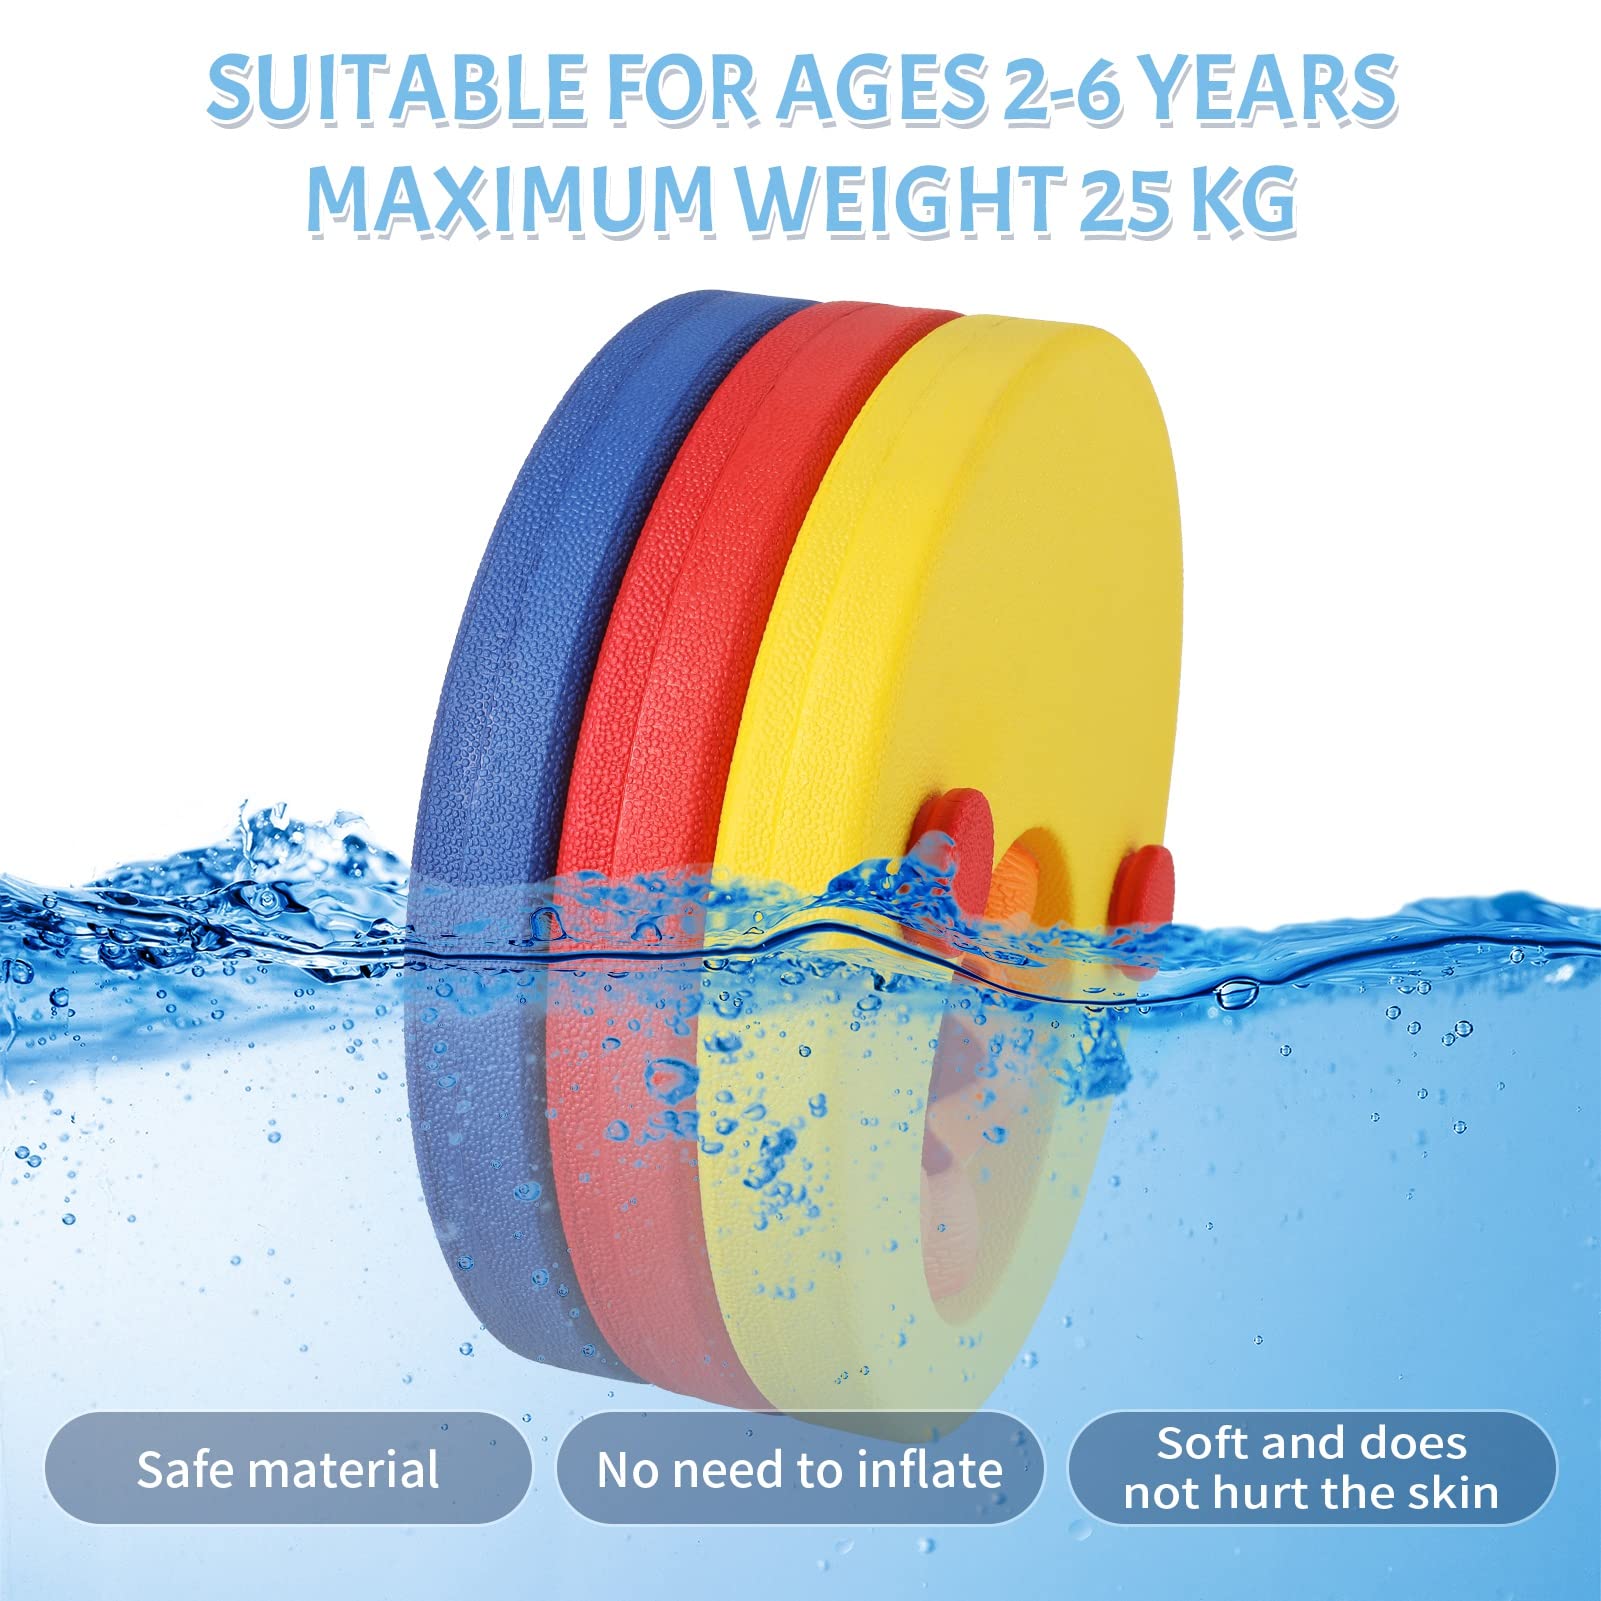 SUITABLE FOR AGES 2-6 YEARS
MAXIMUM WEIGHT 25 KG
Safe material
No need to inflate
Soft and does
not hurt the skin